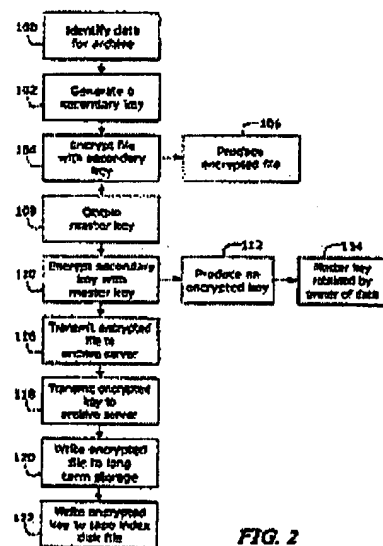 100
Identify data
for archive
102
Generate a
secondary key
104
Encrypt file
with secondary
key
106
Produce
encrypted file
108
Obtain
master key
110
Encrypt secondary
key with
master key
112
Produce an
encrypted key
114
Master key
retained by
owner of data
116
Transmit encrypted
file to
archive server
118
Transmit encrypted
key to
archive server
120
Write encrypted
file to long
term storage
122
Write encrypted
key to tape index
disk file
FIG. 2